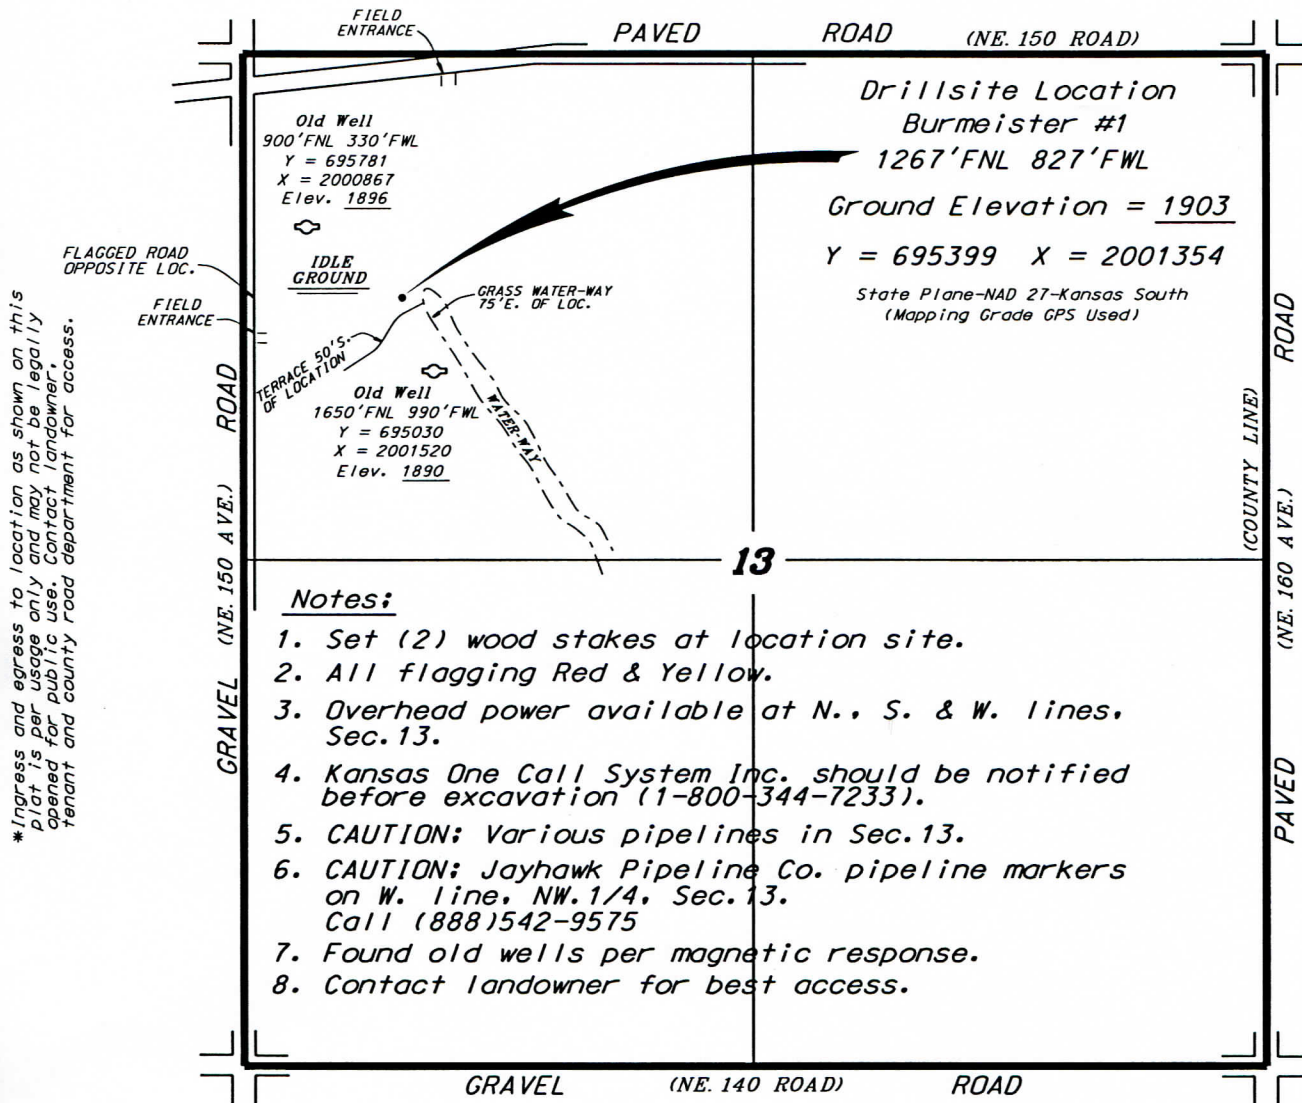 FIELD
ENTRANCE
PAVED ROAD (NE. 150 ROAD)
Drillsite Location
Burmeister #1
1267'FNL 827'FWL
Ground Elevation = 1903
Y = 695399 X = 2001354
State Plane-NAD 27-Kansas South
(Mapping Grade GPS Used)
Old Well
900'FNL 330'FWL
Y = 695781
X = 2000867
Elev. 1896
IDLE
GROUND
FLAGGED ROAD
OPPOSITE LOC.
FIELD
ENTRANCE
GRASS WATER-WAY
75'E. OF LOC.
TERRACE 50'S.
OF LOCATION
Old Well
1650'FNL 990'FWL
Y = 695030
X = 2001520
Elev. 1890
WATER-WAY
*Ingress and egress to location as shown on this
plat is per usage only and may not be legally
opened for public use. Contact landowner,
tenant and county road department for access.
GRAVEL (NE. 150 AVE.) ROAD
(COUNTY LINE)
PAVED (NE. 160 AVE.) ROAD
13
Notes:
1. Set (2) wood stakes at location site.
2. All flagging Red & Yellow.
3. Overhead power available at N., S. & W. lines,
Sec.13.
4. Kansas One Call System Inc. should be notified
before excavation (1-800-344-7233).
5. CAUTION: Various pipelines in Sec.13.
6. CAUTION: Jayhawk Pipeline Co. pipeline markers
on W. line, NW.1/4, Sec.13.
Call (888)542-9575
7. Found old wells per magnetic response.
8. Contact landowner for best access.
GRAVEL (NE. 140 ROAD) ROAD